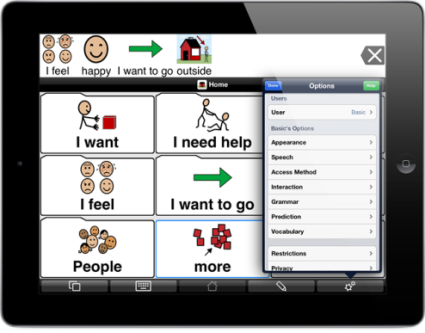 I feel happy I want to go outside
Home
Done Options Help
Users
User Basic
Basic's Options
Appearance
Speech
Access Method
Interaction
Grammar
Prediction
Vocabulary
Restrictions
Privacy
I want I need help
I feel I want to go
People more